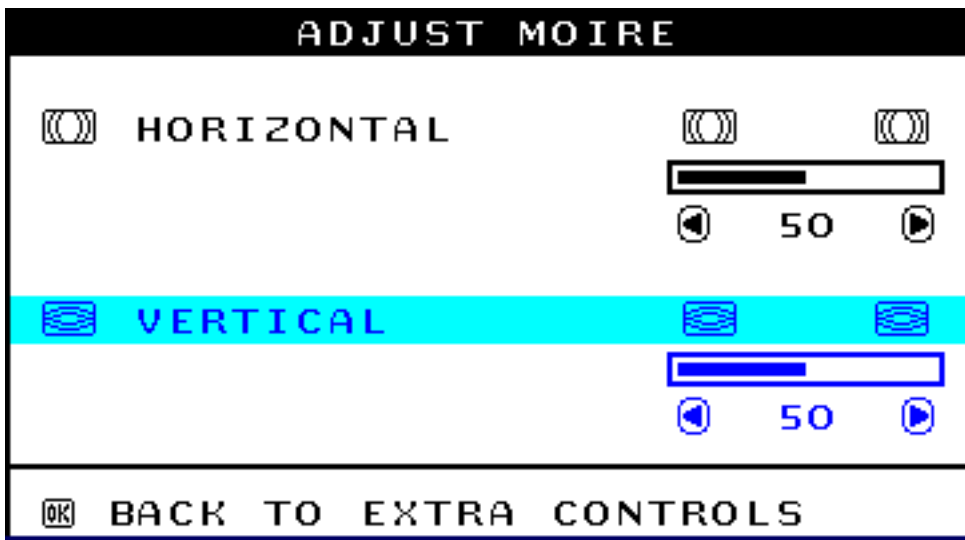 ADJUST MOIRE
HORIZONTAL
50
VERTICAL
50
OK BACK TO EXTRA CONTROLS